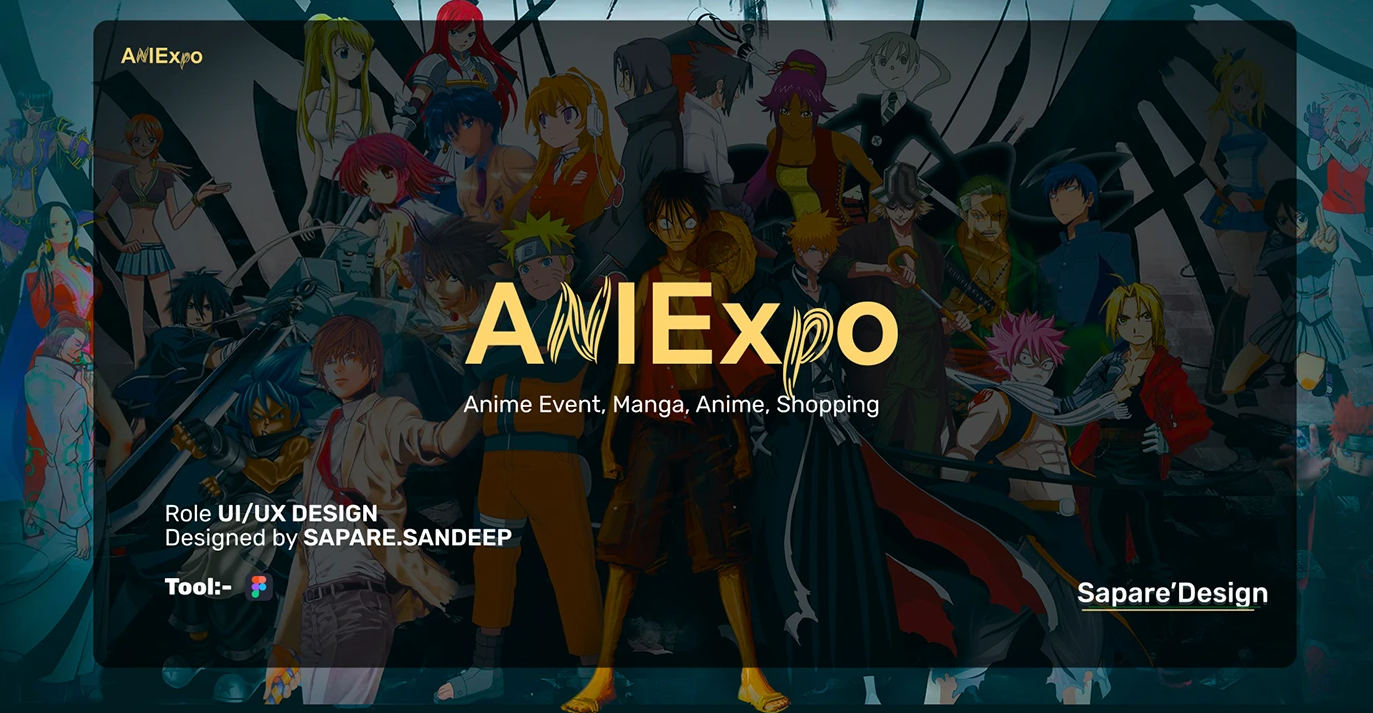 ANIExpo
ANIExpo
Anime Event, Manga, Anime, Shopping
Role UI/UX DESIGN
Designed by SAPARE.SANDEEP
Tool:-
Sapare'Design